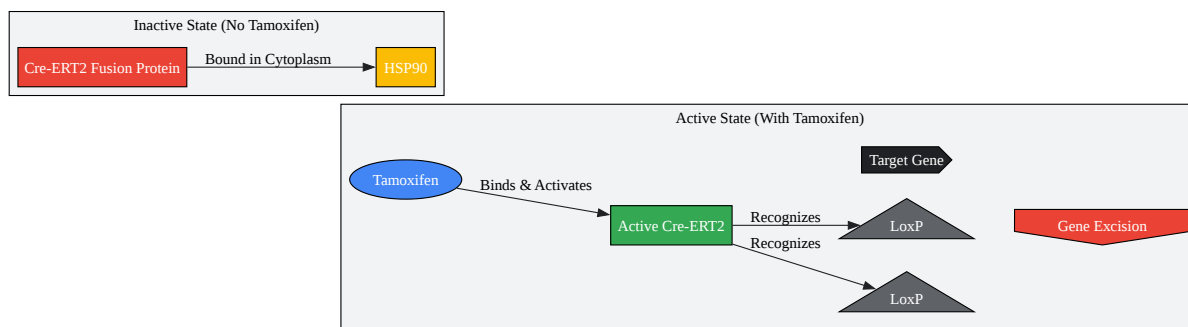 Inactive State (No Tamoxifen)
Cre-ERT2 Fusion Protein
Bound in Cytoplasm
HSP90
Active State (With Tamoxifen)
Target Gene
Tamoxifen
Binds & Activates
Active Cre-ERT2
Recognizes
LoxP
Gene Excision
Recognizes
LoxP